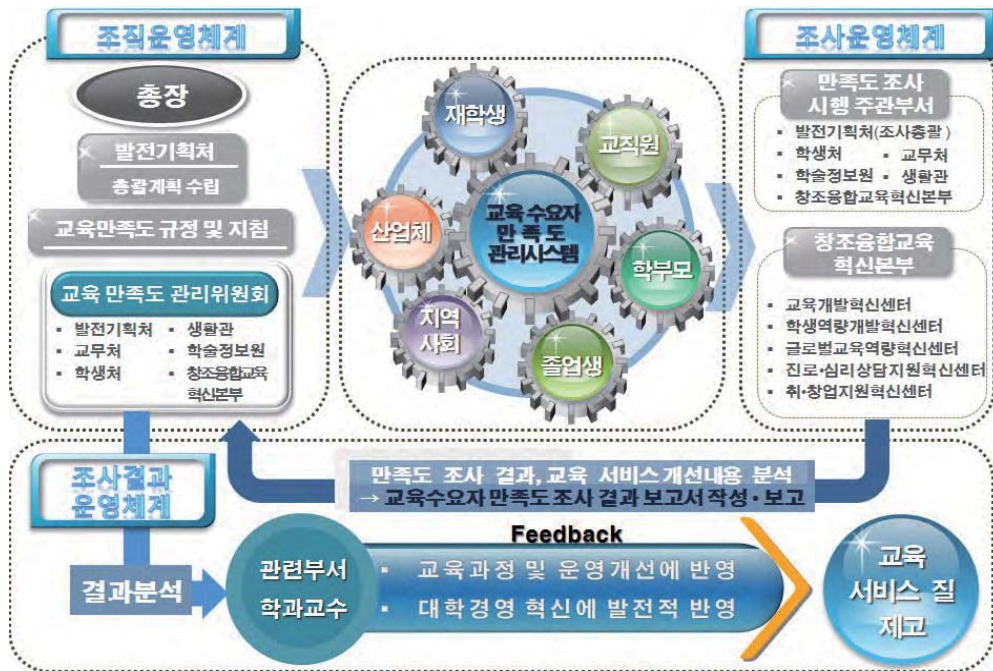 조직운영체계
총장
발전기획처
총괄계획 수립
교육만족도 규정 및 지침
교육 만족도 관리위원회
▪ 발전기획처 ▪ 생활관
▪ 교무처 ▪ 학술정보원
▪ 학생처 ▪ 창조융합교육
혁신본부
재학생
교직원
산업체
교육 수요자
만 족 도
관리시스템
학부모
지역
사회
졸업생
조사운영체계
만족도 조사
시행 주관부서
▪ 발전기획처(조사총괄)
▪ 학생처 ▪ 교무처
▪ 학술정보원 ▪ 생활관
▪ 창조융합교육혁신본부
창조융합교육
혁신본부
▪ 교육개발혁신센터
▪ 학생역량개발혁신센터
▪ 글로벌교육역량혁신센터
▪ 진로·심리상담지원혁신센터
▪ 취·창업지원혁신센터
조사결과
운영체계
만족도 조사 결과, 교육 서비스 개선내용 분석
→ 교육수요자 만족도 조사 결과 보고서 작성·보고
Feedback
결과분석
관련부서
학과교수
▪ 교육과정 및 운영개선에 반영
▪ 대학경영 혁신에 발전적 반영
교육
서비스 질
제고